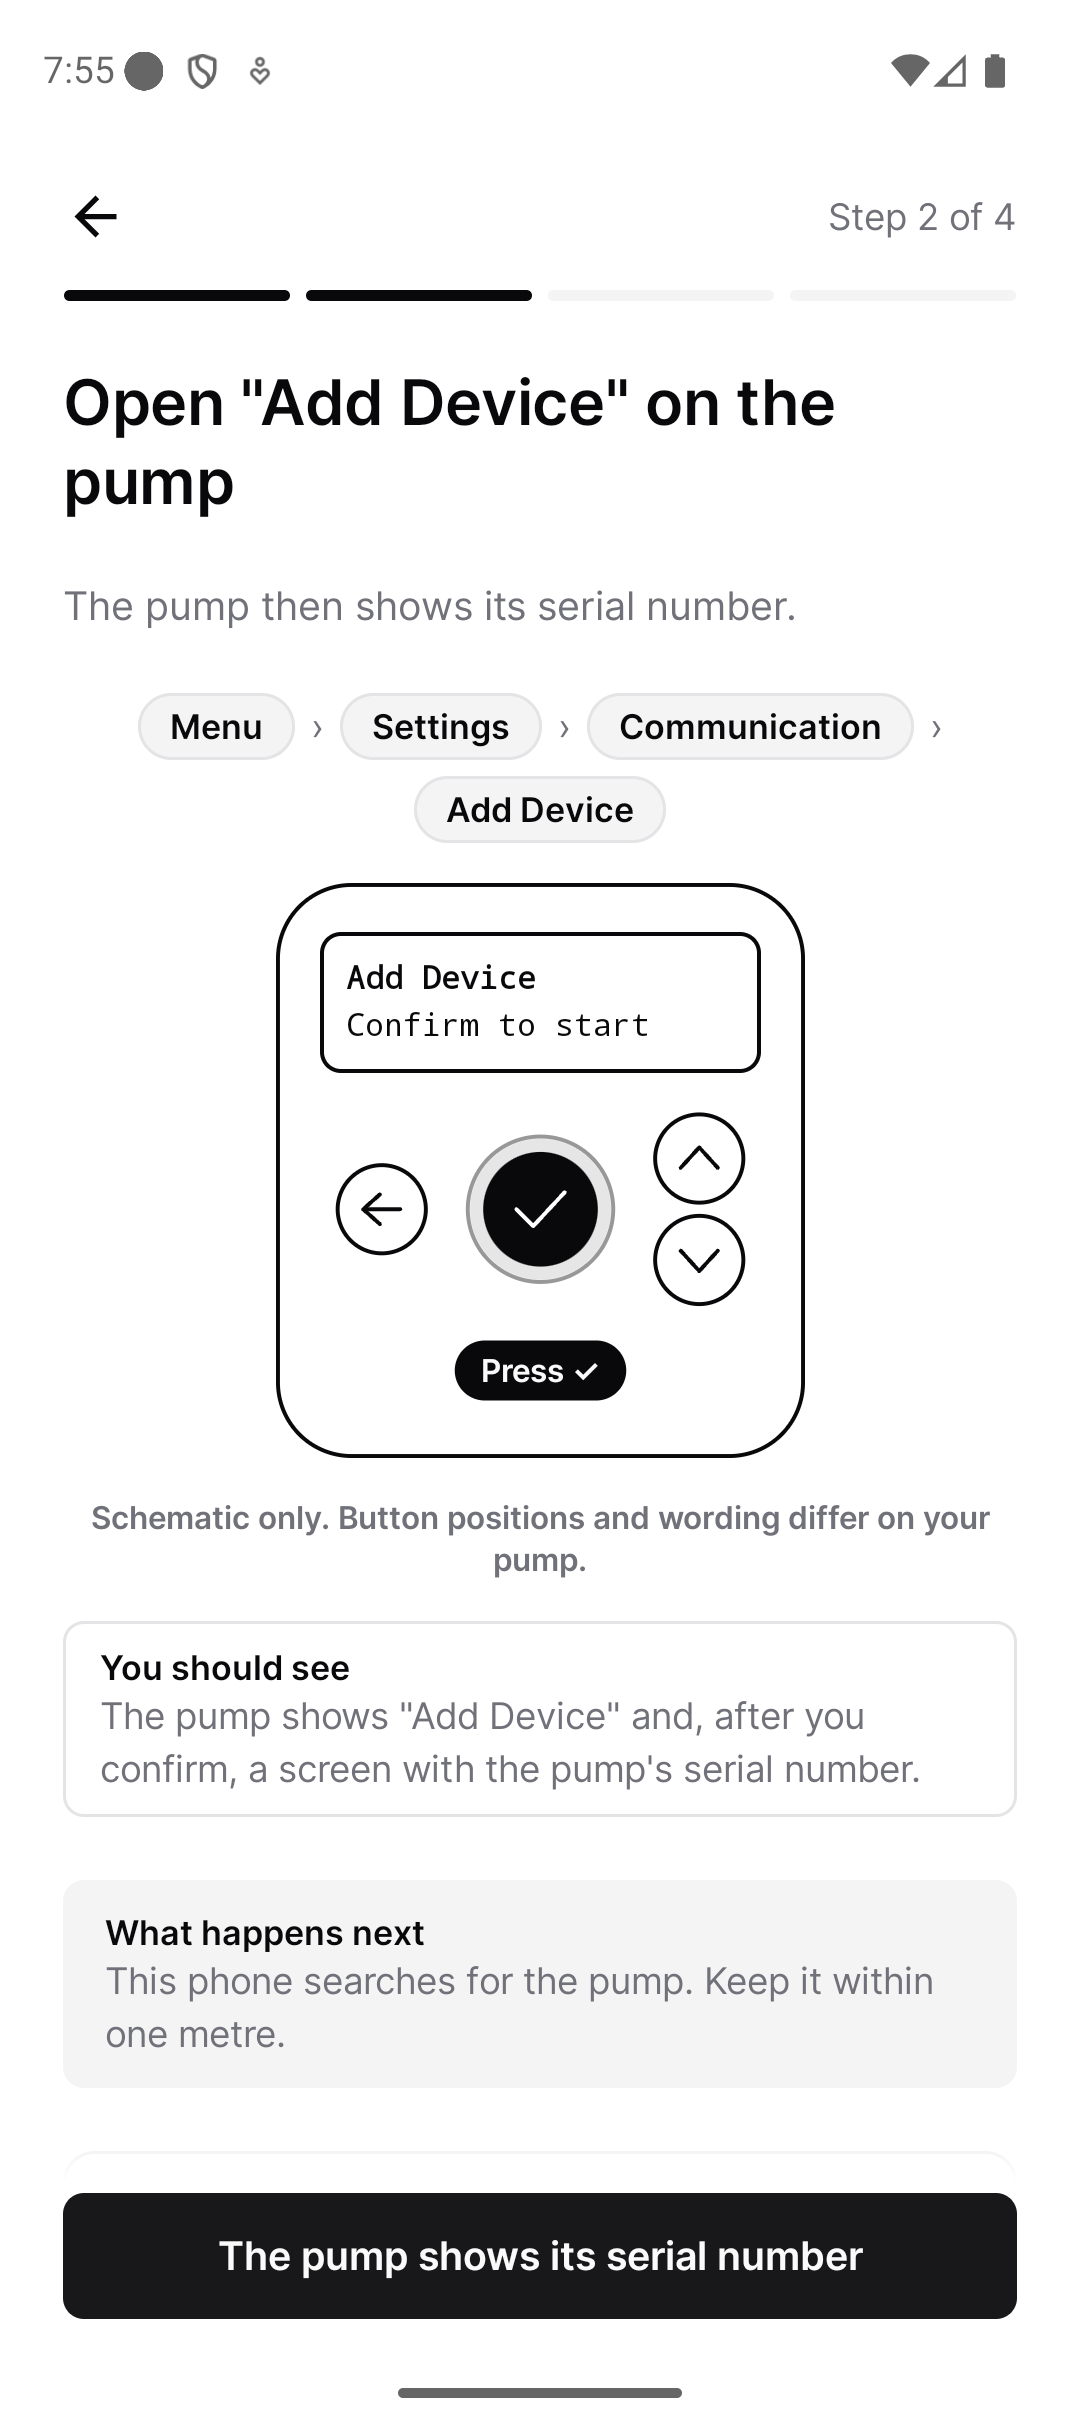 7:55
Step 2 of 4
Open "Add Device" on the
pump
The pump then shows its serial number.
Menu › Settings › Communication ›
Add Device
Add Device
Confirm to start
Press ✓
Schematic only. Button positions and wording differ on your
pump.
You should see
The pump shows "Add Device" and, after you
confirm, a screen with the pump's serial number.
What happens next
This phone searches for the pump. Keep it within
one metre.
The pump shows its serial number